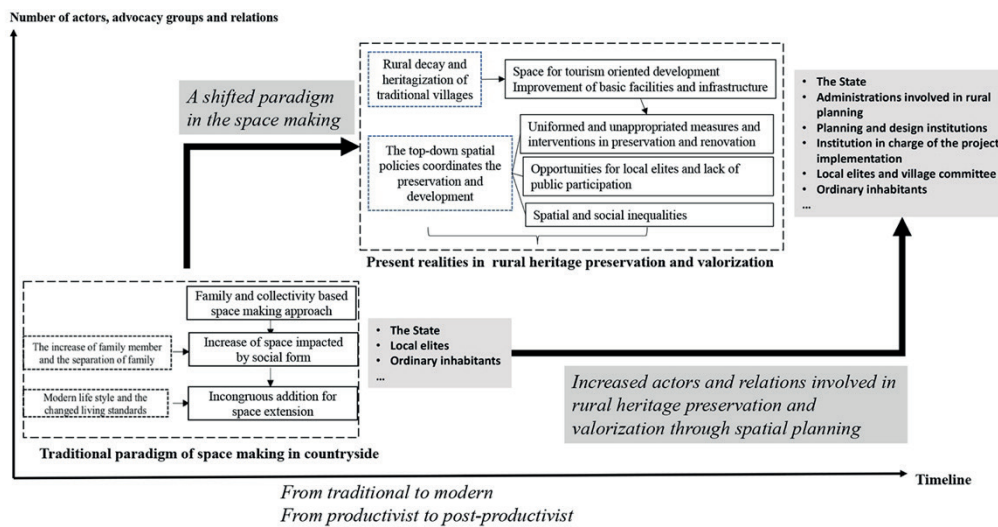 Number of actors, advocacy groups and relations
Rural decay and
heritagization of
traditional villages
Space for tourism oriented development
Improvement of basic facilities and infrastructure
A shifted paradigm
in the space making
The top-down spatial
policies coordinates the
preservation and
development
Uniformed and unappropriated measures and
interventions in preservation and renovation
Opportunities for local elites and lack of
public participation
Spatial and social inequalities
Present realities in rural heritage preservation and valorization
• The State
• Administrations involved in rural
planning
• Planning and design institutions
• Institution in charge of the project
implementation
• Local elites and village committee
• Ordinary inhabitants
...
Family and collectivity based
space making approach
The increase of family member
and the separation of family
Increase of space impacted
by social form
Modern life style and the
changed living standards
Incongruous addition for
space extension
Traditional paradigm of space making in countryside
• The State
• Local elites
• Ordinary inhabitants
...
Increased actors and relations involved in
rural heritage preservation and
valorization through spatial planning
Timeline
From traditional to modern
From productivist to post-productivist